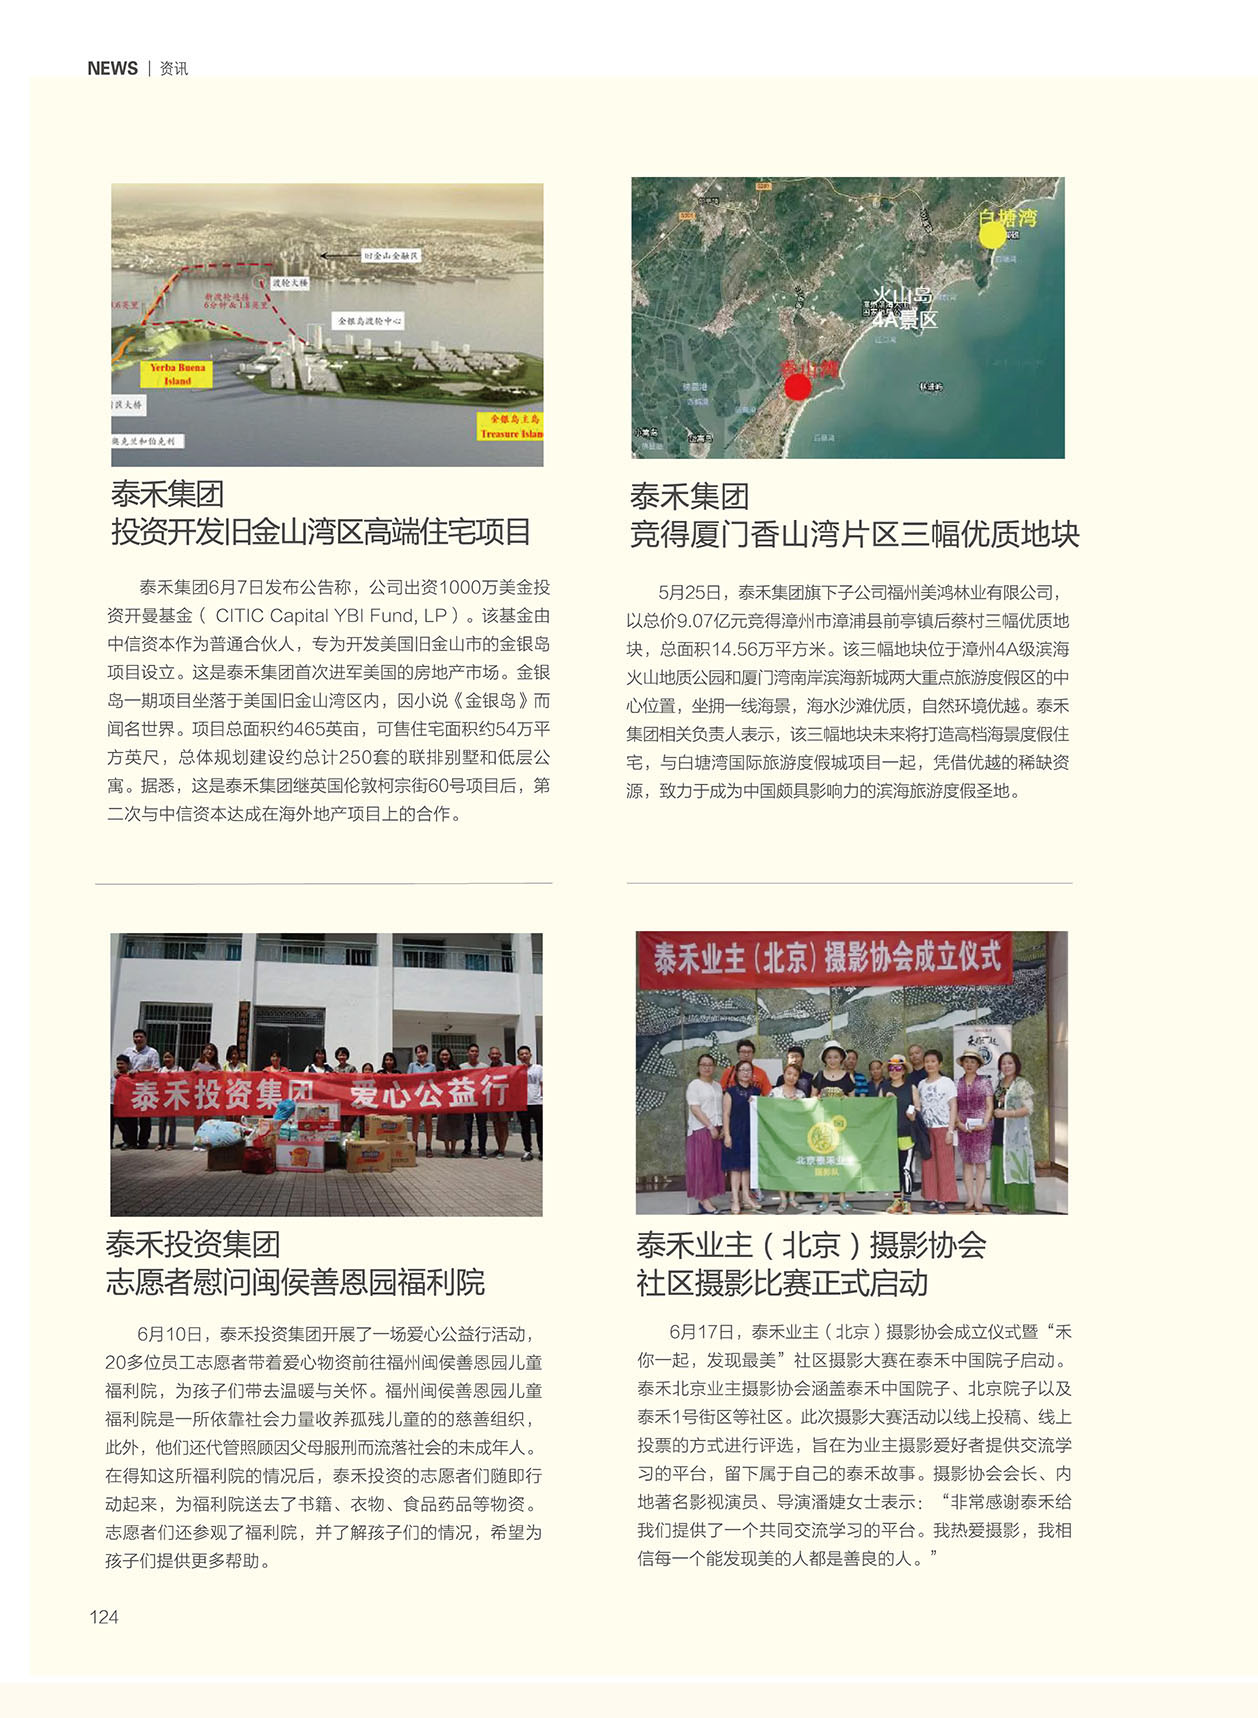 NEWS | 资讯
旧金山金融区
渡轮大桥
新渡轮连接
6分钟&1.8英里
.6英里
金银岛渡轮中心
Yerba Buena
Island
区大桥
奥克兰和伯克利
金银岛主岛
Treasure Islan
泰禾集团
投资开发旧金山湾区高端住宅项目
泰禾集团6月7日发布公告称，公司出资1000万美金投
资开曼基金（ CITIC Capital YBI Fund, LP）。该基金由
中信资本作为普通合伙人，专为开发美国旧金山市的金银岛
项目设立。这是泰禾集团首次进军美国的房地产市场。金银
岛一期项目坐落于美国旧金山湾区内，因小说《金银岛》而
闻名世界。项目总面积约465英亩，可售住宅面积约54万平
方英尺，总体规划建设约总计250套的联排别墅和低层公
寓。据悉，这是泰禾集团继英国伦敦柯宗街60号项目后，第
二次与中信资本达成在海外地产项目上的合作。
白塘湾
白塘湾
火山岛
4A景区
江口湾
香山湾
将军湾
小嵩岛
泰禾集团
竞得厦门香山湾片区三幅优质地块
5月25日，泰禾集团旗下子公司福州美鸿林业有限公司，
以总价9.07亿元竞得漳州市漳浦县前亭镇后蔡村三幅优质地
块，总面积14.56万平方米。该三幅地块位于漳州4A级滨海
火山地质公园和厦门湾南岸滨海新城两大重点旅游度假区的中
心位置，坐拥一线海景，海水沙滩优质，自然环境优越。泰禾
集团相关负责人表示，该三幅地块未来将打造高档海景度假住
宅，与白塘湾国际旅游度假城项目一起，凭借优越的稀缺资
源，致力于成为中国颇具影响力的滨海旅游度假圣地。
泰禾投资集团 爱心公益行
泰禾投资集团
志愿者慰问闽侯善恩园福利院
6月10日，泰禾投资集团开展了一场爱心公益行活动，
20多位员工志愿者带着爱心物资前往福州闽侯善恩园儿童
福利院，为孩子们带去温暖与关怀。福州闽侯善恩园儿童
福利院是一所依靠社会力量收养孤残儿童的的慈善组织，
此外，他们还代管照顾因父母服刑而流落社会的未成年人。
在得知这所福利院的情况后，泰禾投资的志愿者们随即行
动起来，为福利院送去了书籍、衣物、食品药品等物资。
志愿者们还参观了福利院，并了解孩子们的情况，希望为
孩子们提供更多帮助。
泰禾业主（北京）摄影协会成立仪式
北京泰禾业主
摄影队
泰禾业主（北京）摄影协会
社区摄影比赛正式启动
6月17日，泰禾业主（北京）摄影协会成立仪式暨“禾
你一起，发现最美”社区摄影大赛在泰禾中国院子启动。
泰禾北京业主摄影协会涵盖泰禾中国院子、北京院子以及
泰禾1号街区等社区。此次摄影大赛活动以线上投稿、线上
投票的方式进行评选，旨在为业主摄影爱好者提供交流学
习的平台，留下属于自己的泰禾故事。摄影协会会长、内
地著名影视演员、导演潘婕女士表示：“非常感谢泰禾给
我们提供了一个共同交流学习的平台。我热爱摄影，我相
信每一个能发现美的人都是善良的人。”
124